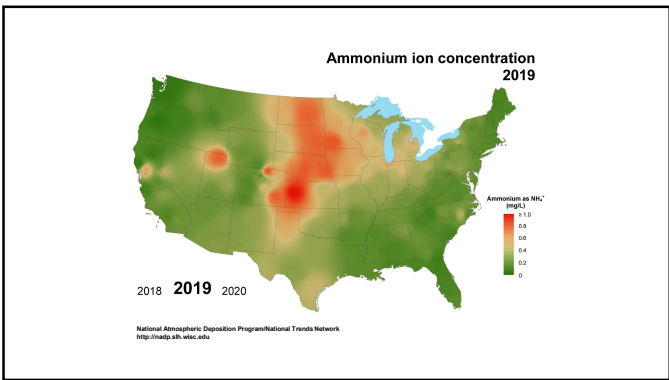 Ammonium ion concentration
2019
Ammonium as NH₄⁺
(mg/L)
≥ 1.0
0.8
0.6
0.4
0.2
0
2018 2019 2020
National Atmospheric Deposition Program/National Trends Network
http://nadp.slh.wisc.edu